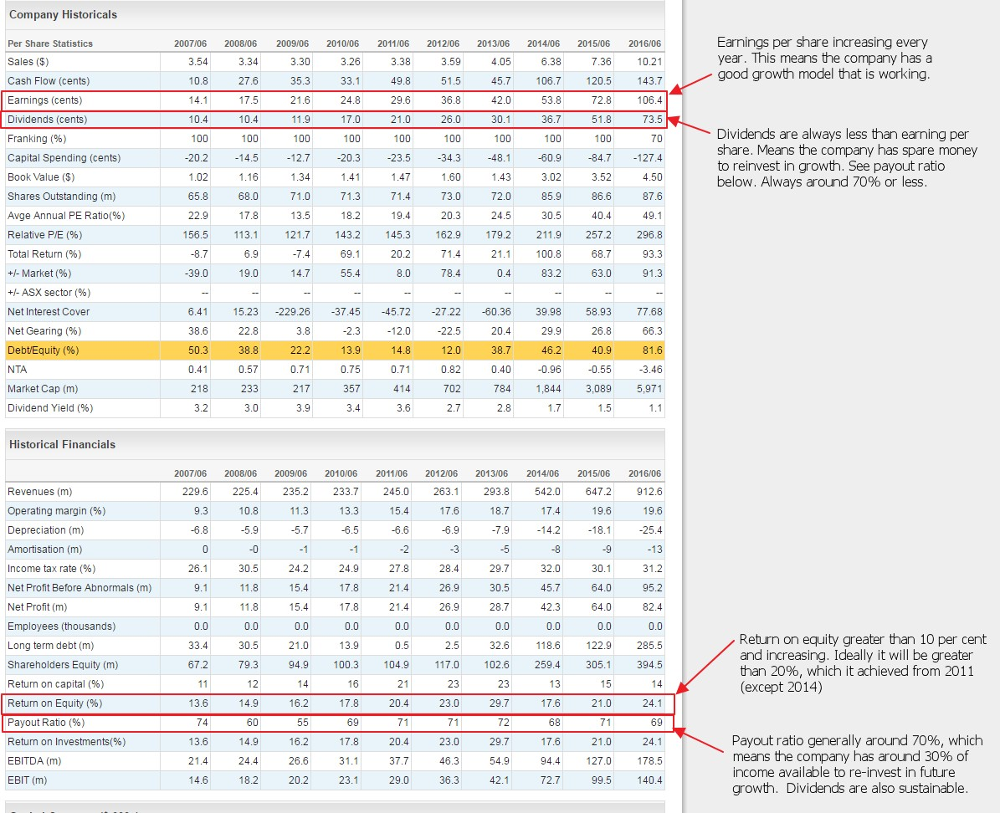 Company Historicals
Per Share Statistics 2007/06 2008/06 2009/06 2010/06 2011/06 2012/06 2013/06 2014/06 2015/06 2016/06
Sales ($) 3.54 3.34 3.30 3.26 3.38 3.59 4.05 6.38 7.36 10.21
Cash Flow (cents) 10.8 27.6 35.3 33.1 49.8 51.5 45.7 106.7 120.5 143.7
Earnings (cents) 14.1 17.5 21.6 24.8 29.6 36.8 42.0 53.8 72.8 106.4
Dividends (cents) 10.4 10.4 11.9 17.0 21.0 26.0 30.1 36.7 51.8 73.5
Franking (%) 100 100 100 100 100 100 100 100 100 70
Capital Spending (cents) -20.2 -14.5 -12.7 -20.3 -23.5 -34.3 -48.1 -60.9 -84.7 -127.4
Book Value ($) 1.02 1.16 1.34 1.41 1.47 1.60 1.43 3.02 3.52 4.50
Shares Outstanding (m) 65.8 68.0 71.0 71.3 71.4 73.0 72.0 85.9 86.6 87.6
Avge Annual PE Ratio(%) 22.9 17.8 13.5 18.2 19.4 20.3 24.5 30.5 40.4 49.1
Relative P/E (%) 156.5 113.1 121.7 143.2 145.3 162.9 179.2 211.9 257.2 296.8
Total Return (%) -8.7 6.9 -7.4 69.1 20.2 71.4 21.1 100.8 68.7 93.3
+/- Market (%) -39.0 19.0 14.7 55.4 8.0 78.4 0.4 83.2 63.0 91.3
+/- ASX sector (%) -- -- -- -- -- -- -- -- -- --
Net Interest Cover 6.41 15.23 -229.26 -37.45 -45.72 -27.22 -60.36 39.98 58.93 77.68
Net Gearing (%) 38.6 22.8 3.8 -2.3 -12.0 -22.5 20.4 29.9 26.8 66.3
Debt/Equity (%) 50.3 38.8 22.2 13.9 14.8 12.0 38.7 46.2 40.9 81.6
NTA 0.41 0.57 0.71 0.75 0.71 0.82 0.40 -0.96 -0.55 -3.46
Market Cap (m) 218 233 217 357 414 702 784 1,844 3,089 5,971
Dividend Yield (%) 3.2 3.0 3.9 3.4 3.6 2.7 2.8 1.7 1.5 1.1
Earnings per share increasing every
year. This means the company has a
good growth model that is working.
Dividends are always less than earning per
share. Means the company has spare money
to reinvest in growth. See payout ratio
below. Always around 70% or less.
Historical Financials
2007/06 2008/06 2009/06 2010/06 2011/06 2012/06 2013/06 2014/06 2015/06 2016/06
Revenues (m) 229.6 225.4 235.2 233.7 245.0 263.1 293.8 542.0 647.2 912.6
Operating margin (%) 9.3 10.8 11.3 13.3 15.4 17.6 18.7 17.4 19.6 19.6
Depreciation (m) -6.8 -5.9 -5.7 -6.5 -6.6 -6.9 -7.9 -14.2 -18.1 -25.4
Amortisation (m) 0 -0 -1 -1 -2 -3 -5 -8 -9 -13
Income tax rate (%) 26.1 30.5 24.2 24.9 27.8 28.4 29.7 32.0 30.1 31.2
Net Profit Before Abnormals (m) 9.1 11.8 15.4 17.8 21.4 26.9 30.5 45.7 64.0 95.2
Net Profit (m) 9.1 11.8 15.4 17.8 21.4 26.9 28.7 42.3 64.0 82.4
Employees (thousands) 0.0 0.0 0.0 0.0 0.0 0.0 0.0 0.0 0.0 0.0
Long term debt (m) 33.4 30.5 21.0 13.9 0.5 2.5 32.6 118.6 122.9 285.5
Shareholders Equity (m) 67.2 79.3 94.9 100.3 104.9 117.0 102.6 259.4 305.1 394.5
Return on capital (%) 11 12 14 16 21 23 23 13 15 14
Return on Equity (%) 13.6 14.9 16.2 17.8 20.4 23.0 29.7 17.6 21.0 24.1
Payout Ratio (%) 74 60 55 69 71 71 72 68 71 69
Return on Investments(%) 13.6 14.9 16.2 17.8 20.4 23.0 29.7 17.6 21.0 24.1
EBITDA (m) 21.4 24.4 26.6 31.1 37.7 46.3 54.9 94.4 127.0 178.5
EBIT (m) 14.6 18.2 20.2 23.1 29.0 36.3 42.1 72.7 99.5 140.4
Return on equity greater than 10 per cent
and increasing. Ideally it will be greater
than 20%, which it achieved from 2011
(except 2014)
Payout ratio generally around 70%, which
means the company has around 30% of
income available to re-invest in future
growth. Dividends are also sustainable.